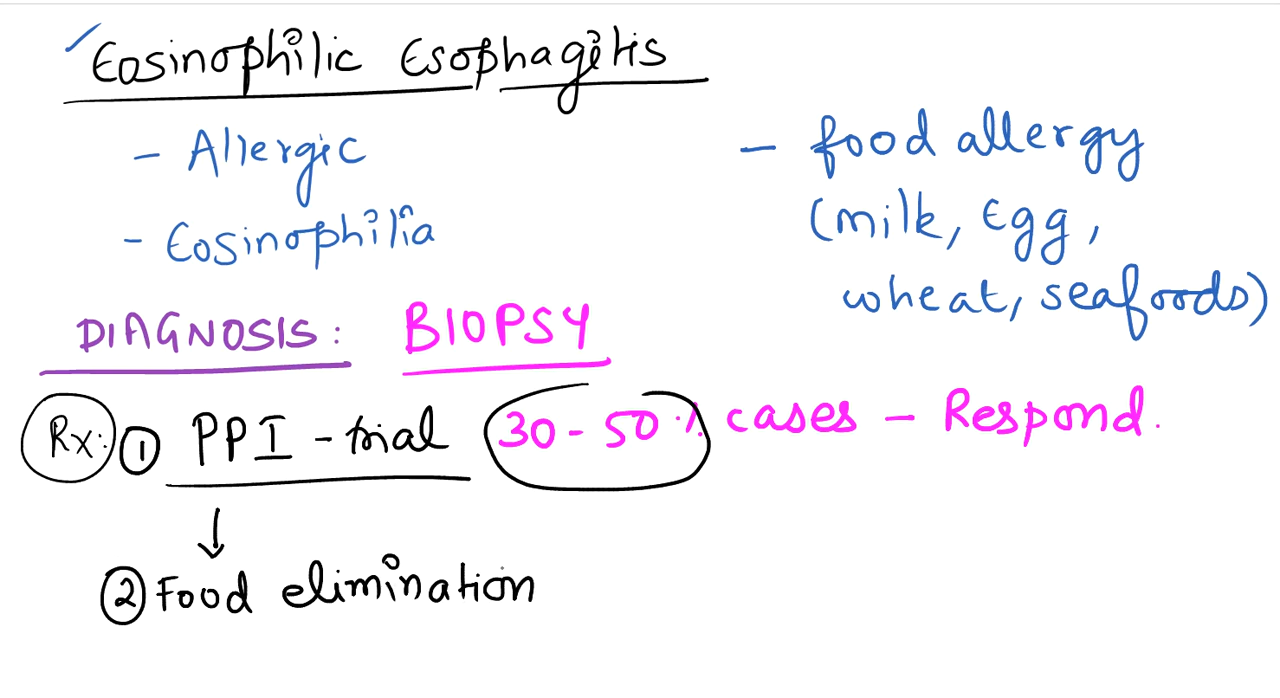 Eosinophilic Esophagitis
- Allergic
- Eosinophilia
- food allergy
(milk, Egg,
wheat, seafoods)
DIAGNOSIS: BIOPSY
Rx: ① PPI - trial 30-50% cases - Respond.
↓
② Food elimination